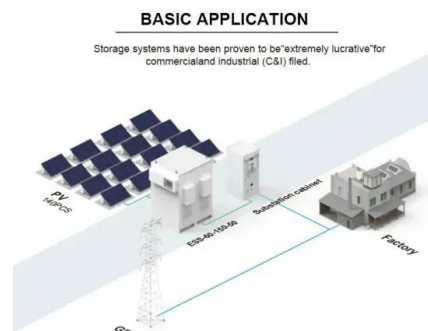 BASIC APPLICATION
Storage systems have been proven to be“extremely lucrative”for
commercialand industrial (C&I) filed.
PV
140PCS
ESS-60-150-50
Substation cabinet
Factory